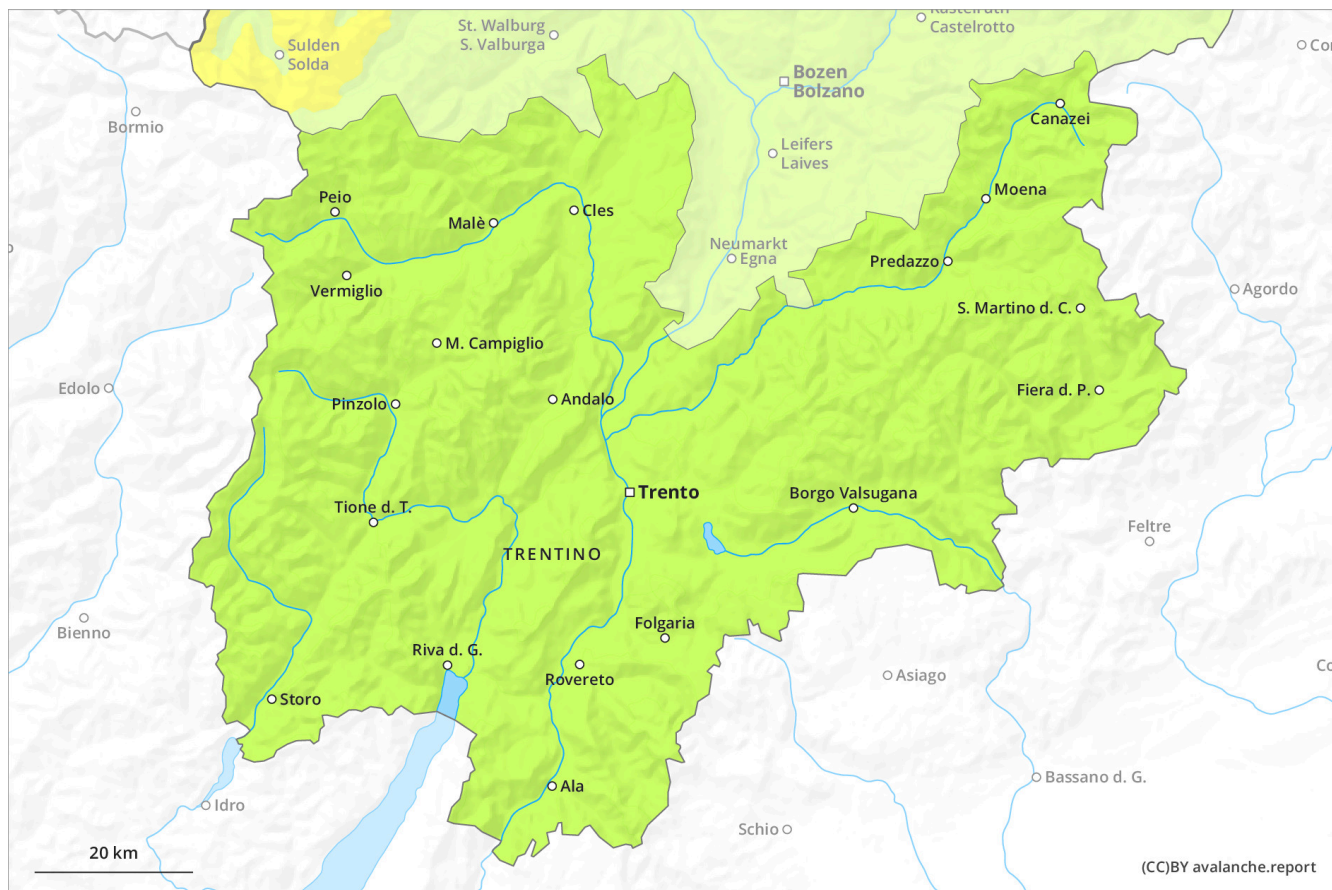 Kastelruth
Castelrotto
St. Walburg
S. Valburga
Sulden
Solda
Bozen
Bolzano
Bormio
Canazei
Leifers
Laives
Peio
Malè
Cles
Moena
Neumarkt
Egna
Predazzo
Vermiglio
Agordo
S. Martino d. C.
M. Campiglio
Edolo
Pinzolo
Andalo
Fiera d. P.
Trento
Borgo Valsugana
Tione d. T.
Feltre
TRENTINO
Bienno
Folgaria
Riva d. G.
Rovereto
Asiago
Storo
Ala
Bassano d. G.
Idro
Schio
20 km
(CC)BY avalanche.report